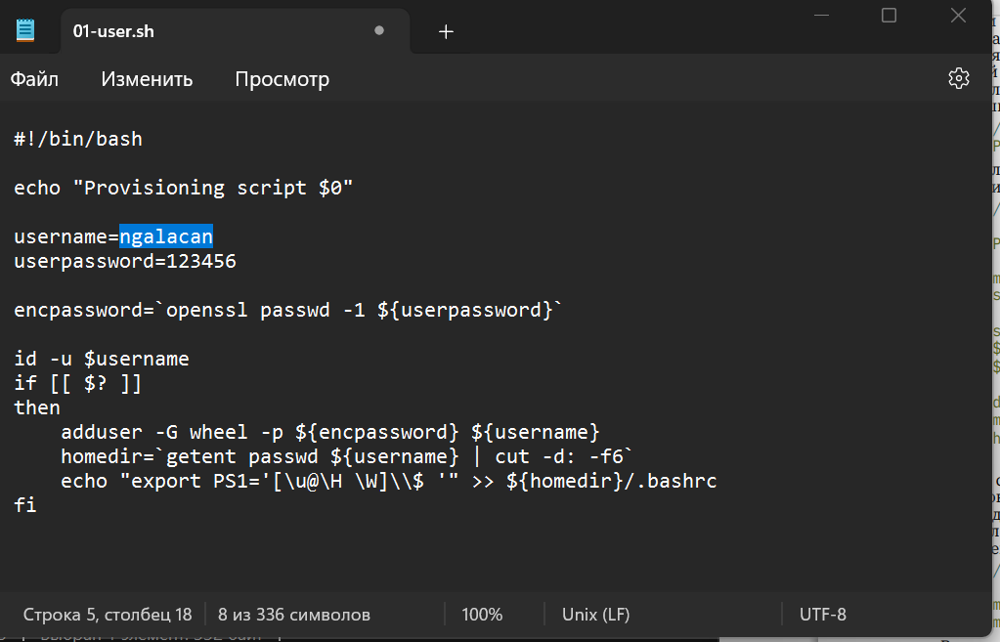 01-user.sh
Файл Изменить Просмотр
#!/bin/bash
echo "Provisioning script $0"
username=ngalacan
userpassword=123456
encpassword=`openssl passwd -1 ${userpassword}`
id -u $username
if [[ $? ]]
then
adduser -G wheel -p ${encpassword} ${username}
homedir=`getent passwd ${username} | cut -d: -f6`
echo "export PS1='[\u@\H \W]\\$ '" >> ${homedir}/.bashrc
fi
Строка 5, столбец 18 8 из 336 символов 100% Unix (LF) UTF-8